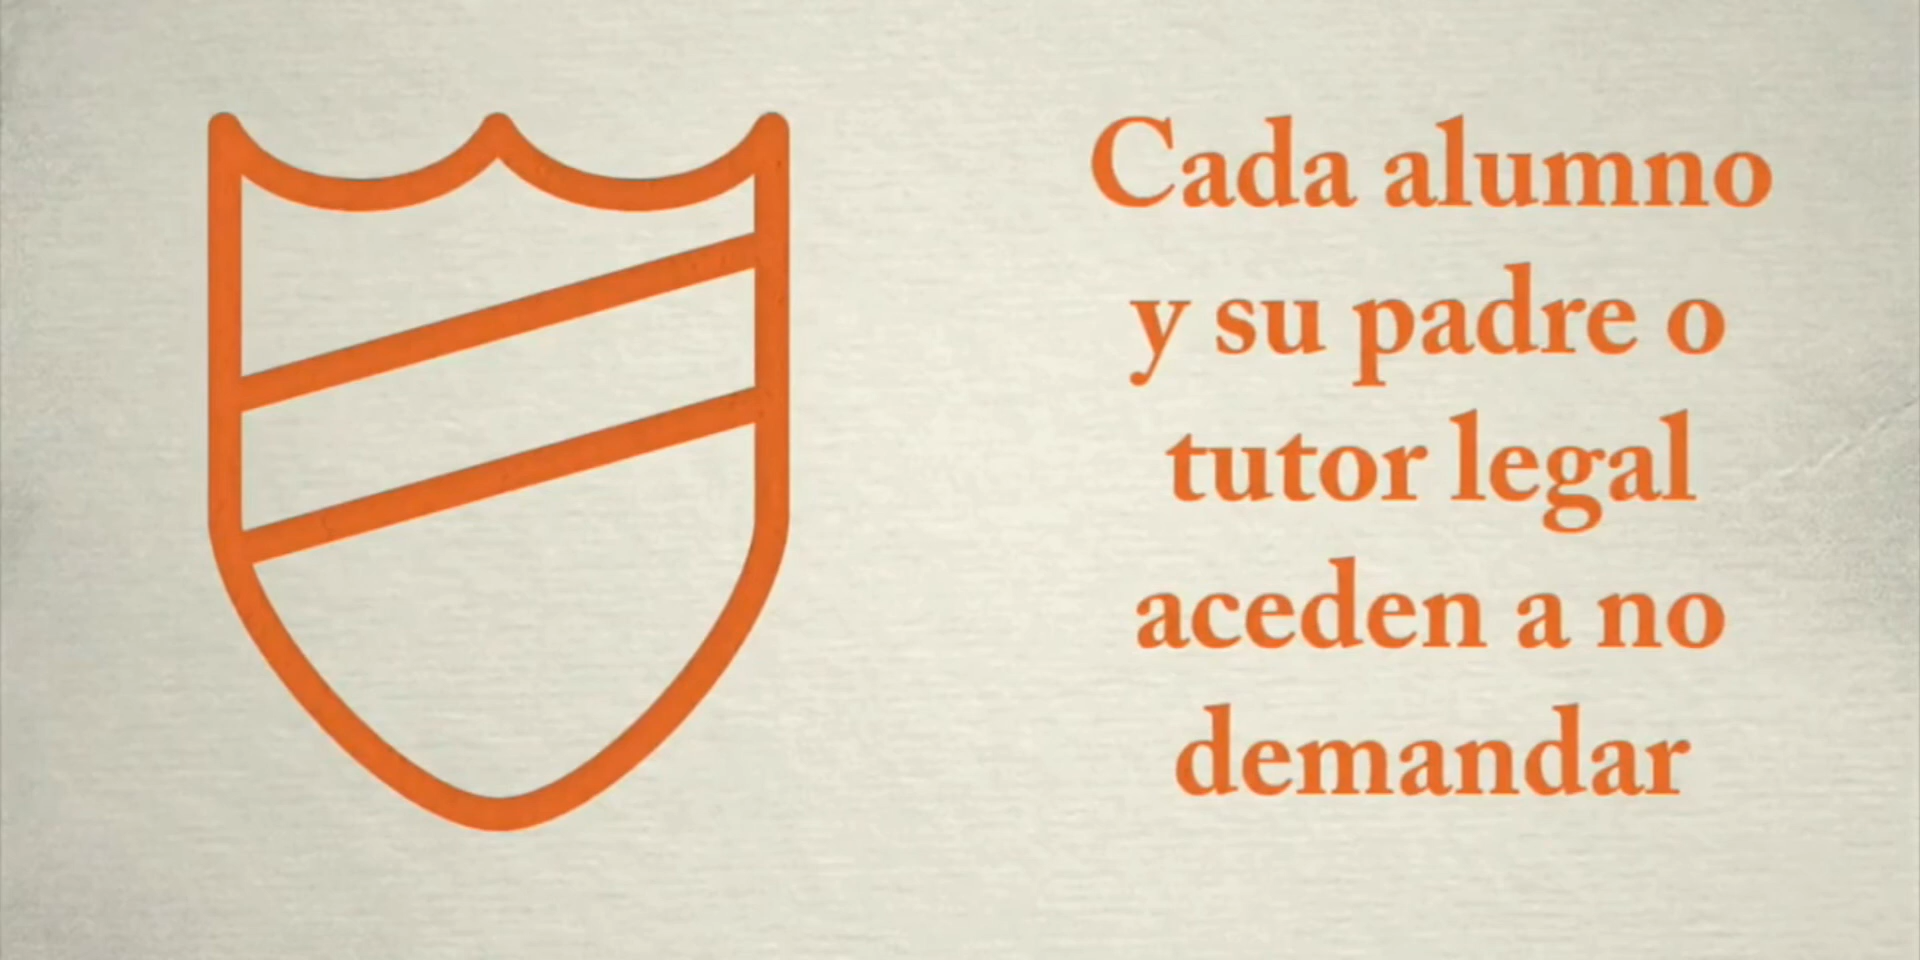 Cada alumno
y su padre o
tutor legal
aceden a no
demandar